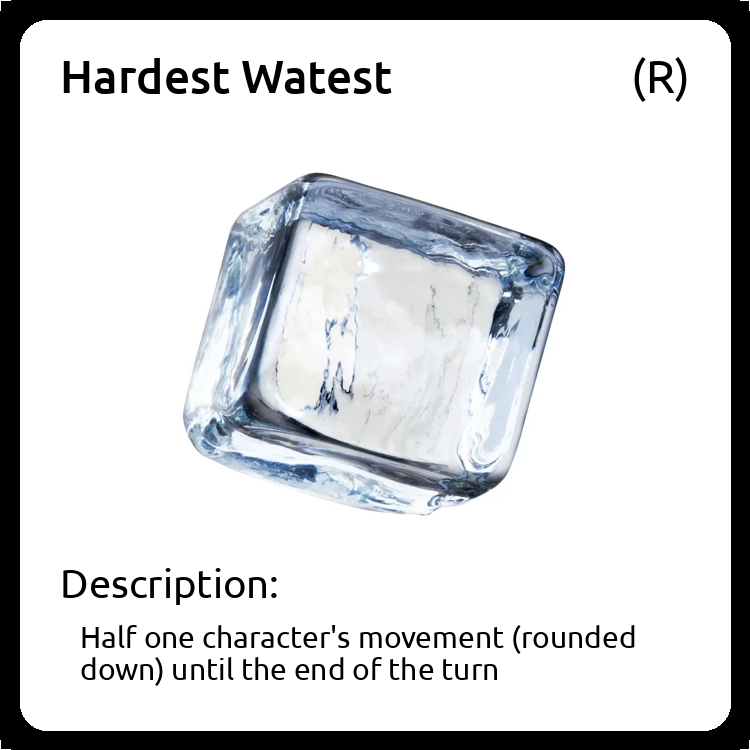 Hardest Watest
(R)
Description:
Half one character's movement (rounded
down) until the end of the turn